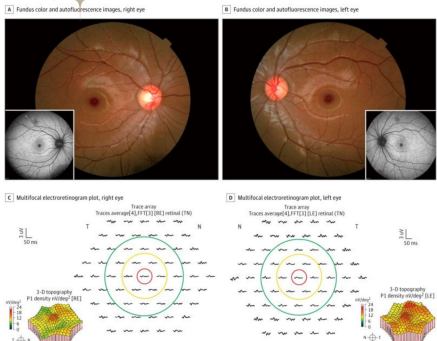 A Fundus color and autofluorescence images, right eye
B Fundus color and autofluorescence images, left eye
C Multifocal electroretinogram plot, right eye
Trace array
Traces average[4],FFT[3] [RE] retinal (TN)
T
N
3 uV
50 ms
3-D topography
P1 density nV/deg² [RE]
nV/deg²
24
18
12
6
0
T
N
D Multifocal electroretinogram plot, left eye
Trace array
Traces average[4],FFT[3] [LE] retinal (TN)
N
T
3 uV
50 ms
3-D topography
P1 density nV/deg² [LE]
nV/deg²
24
18
12
6
0
N
T